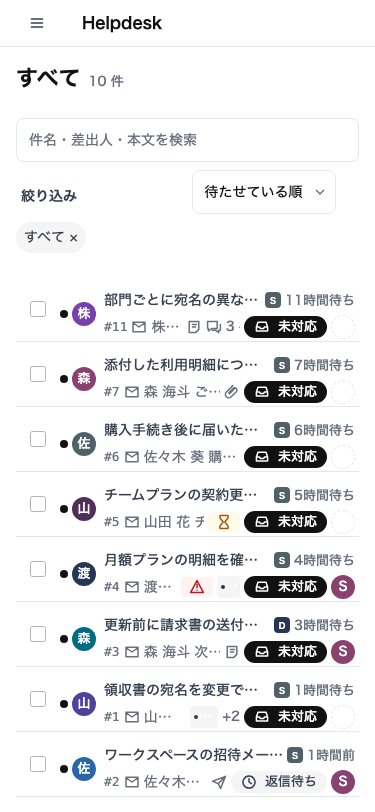 Helpdesk
すべて 10 件
件名・差出人・本文を検索
絞り込み 待たせている順
すべて ×
株 部門ごとに宛名の異な… S 11時間待ち
#11 株… 3 未対応
森 添付した利用明細につ… S 7時間待ち
#7 森 海斗 ご… 未対応
佐 購入手続き後に届いた… S 6時間待ち
#6 佐々木 葵 購… 未対応
山 チームプランの契約更… S 5時間待ち
#5 山田 花 未対応
渡 月額プランの明細を確… S 4時間待ち
#4 渡… 未対応 S
森 更新前に請求書の送付… D 3時間待ち
#3 森 海斗 次… 未対応 S
山 領収書の宛名を変更で… S 1時間待ち
#1 山… +2 未対応
佐 ワークスペースの招待メー… S 1時間前
#2 佐々木… 返信待ち S